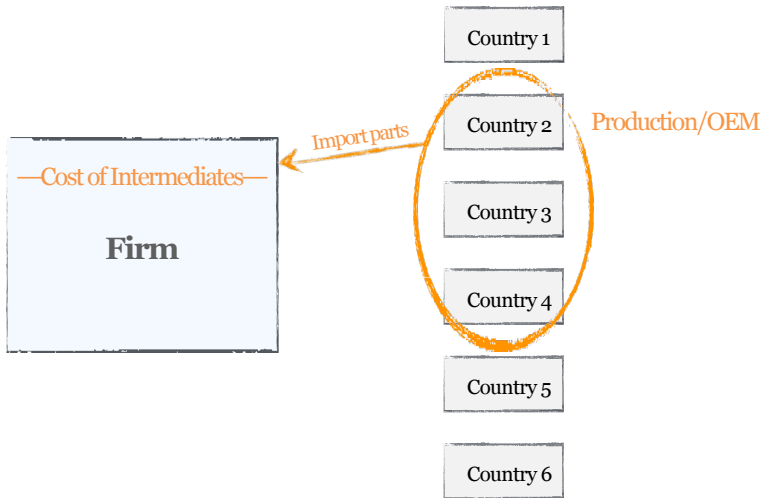 Country 1
Country 2
Production/OEM
Import parts
—Cost of Intermediates—
Country 3
Firm
Country 4
Country 5
Country 6